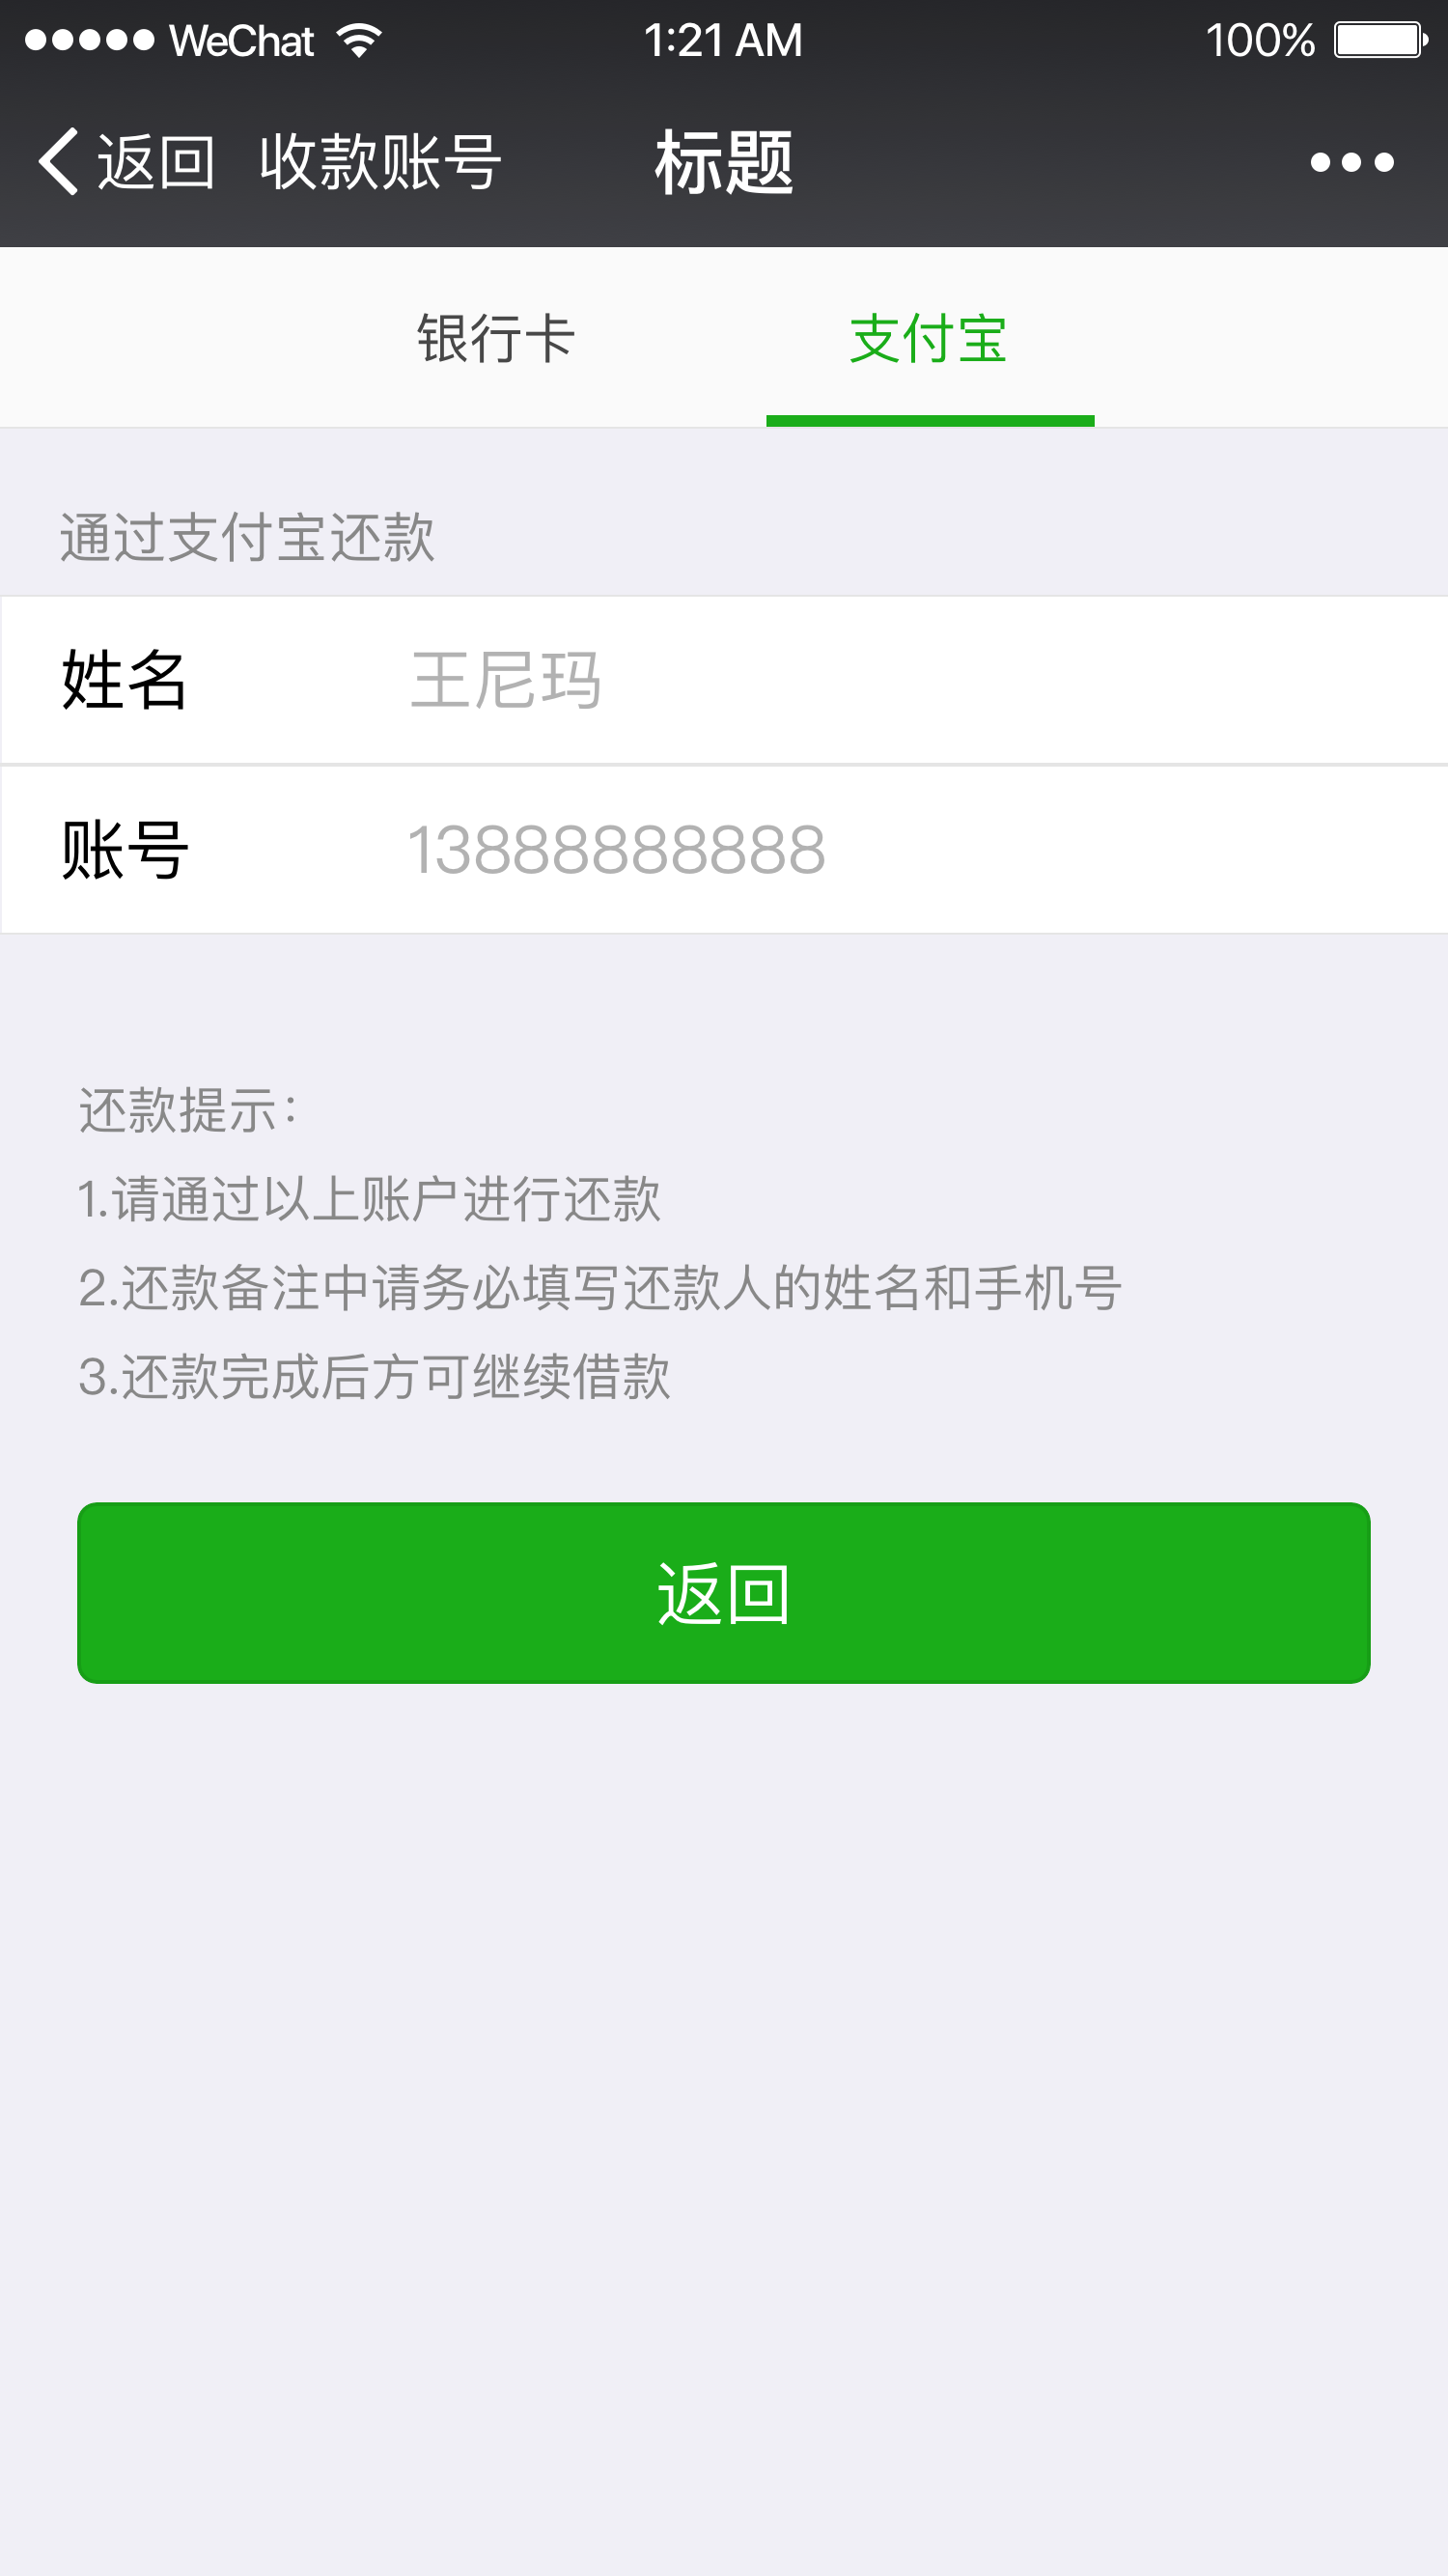 WeChat 1:21 AM 100%
返回 收款账号 标题
银行卡 支付宝
通过支付宝还款
姓名 王尼玛
账号 13888888888
还款提示：
1.请通过以上账户进行还款
2.还款备注中请务必填写还款人的姓名和手机号
3.还款完成后方可继续借款
返回